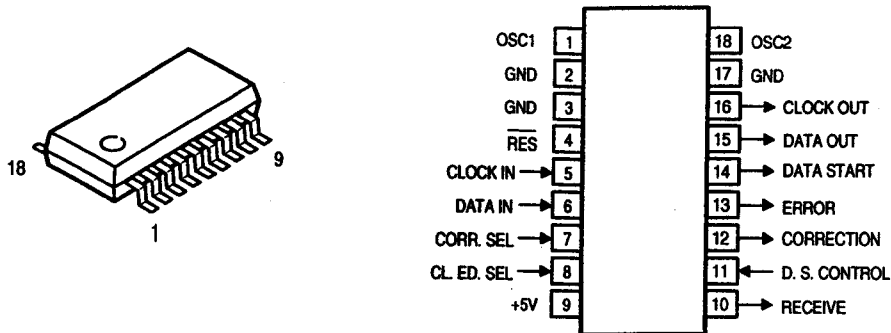 18
9
1
OSC1 1
GND 2
GND 3
RES 4
CLOCK IN 5
DATA IN 6
CORR. SEL 7
CL. ED. SEL 8
+5V 9
18 OSC2
17 GND
16 CLOCK OUT
15 DATA OUT
14 DATA START
13 ERROR
12 CORRECTION
11 D. S. CONTROL
10 RECEIVE